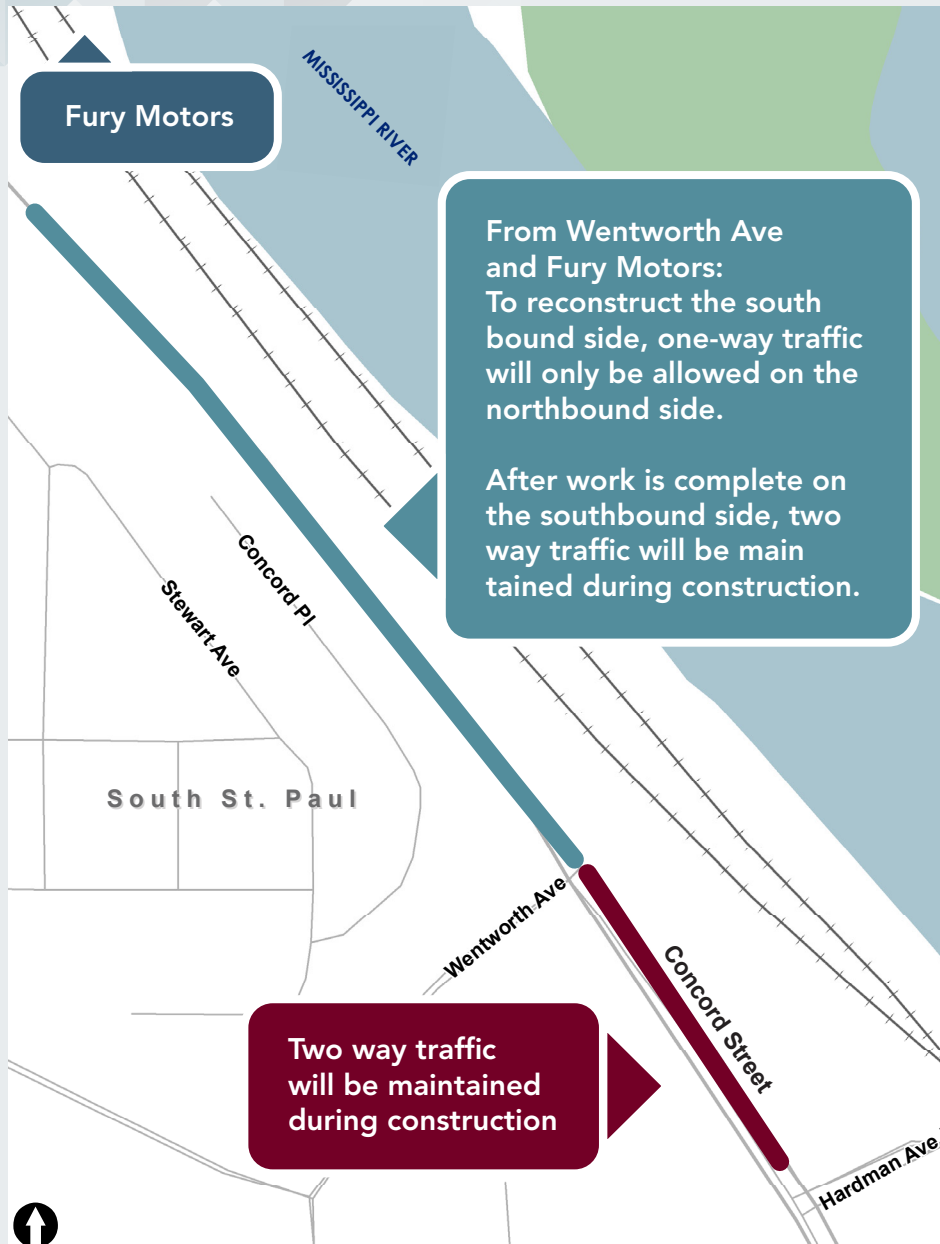 Fury Motors
MISSISSIPPI RIVER
From Wentworth Ave
and Fury Motors:
To reconstruct the south
bound side, one-way traffic
will only be allowed on the
northbound side.
After work is complete on
the southbound side, two
way traffic will be main
tained during construction.
Concord Pl
Stewart Ave
South St. Paul
Wentworth Ave
Concord Street
Two way traffic
will be maintained
during construction
Hardman Ave